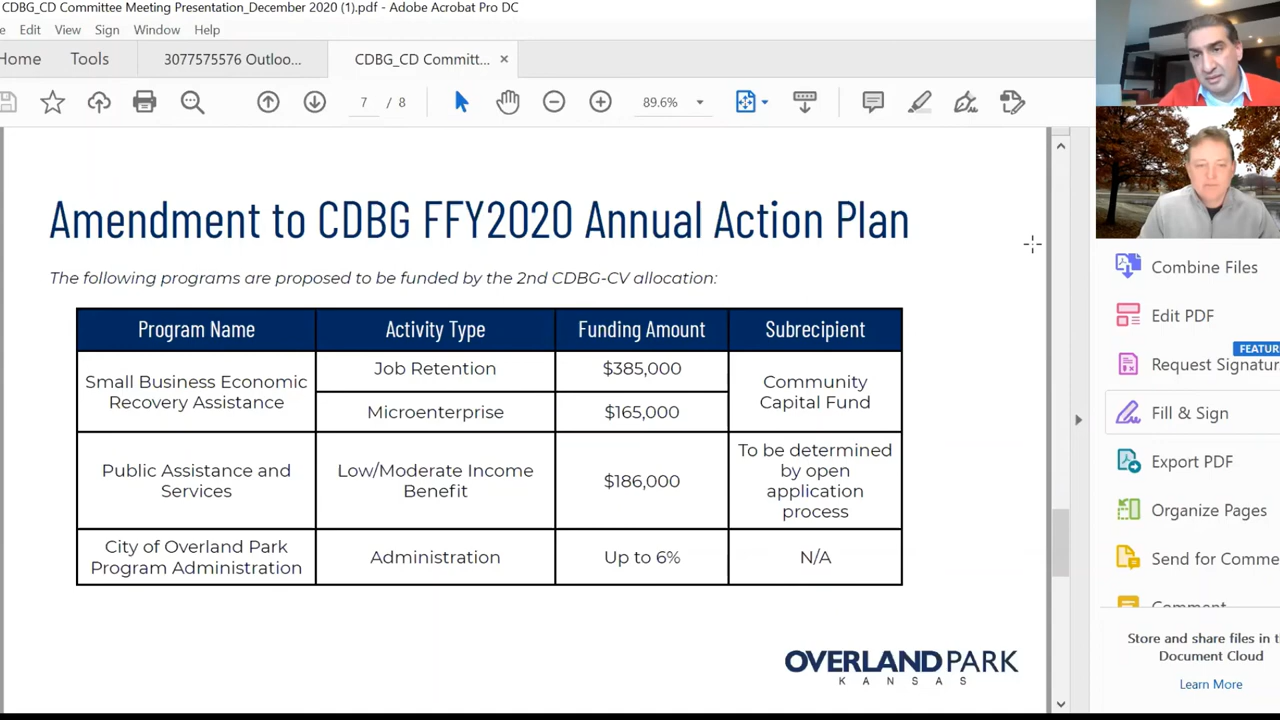 CDBG_CD Committee Meeting Presentation_December 2020 (1).pdf - Adobe Acrobat Pro DC
Edit View Sign Window Help
Home Tools 3077575576 Outloo... CDBG_CD Committ... ×
7 / 8 89.6%
Amendment to CDBG FFY2020 Annual Action Plan
The following programs are proposed to be funded by the 2nd CDBG-CV allocation:
Program Name Activity Type Funding Amount Subrecipient
Small Business Economic
Recovery Assistance
Job Retention $385,000
Microenterprise $165,000
Community
Capital Fund
Public Assistance and
Services
Low/Moderate Income
Benefit
$186,000
To be determined
by open
application
process
City of Overland Park
Program Administration
Administration Up to 6% N/A
OVERLAND PARK
KANSAS
Combine Files
Edit PDF
FEATUR
Request Signatur
Fill & Sign
Export PDF
Organize Pages
Send for Comme
Comment
Store and share files in t
Document Cloud
Learn More